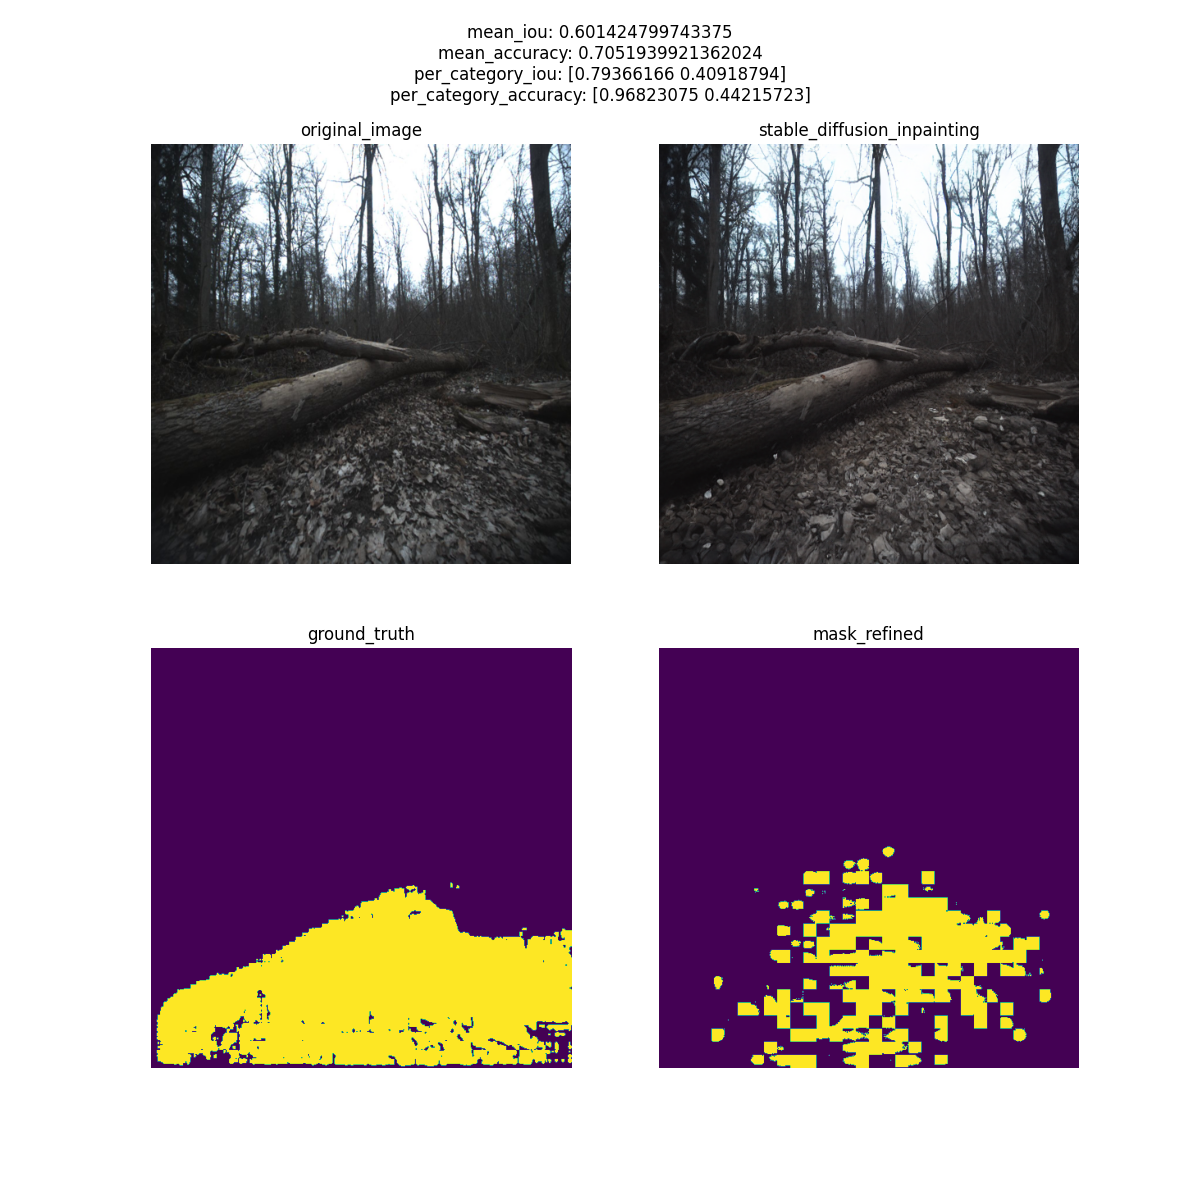 mean_iou: 0.601424799743375
mean_accuracy: 0.7051939921362024
per_category_iou: [0.79366166 0.40918794]
per_category_accuracy: [0.96823075 0.44215723]
original_image
stable_diffusion_inpainting
ground_truth
mask_refined